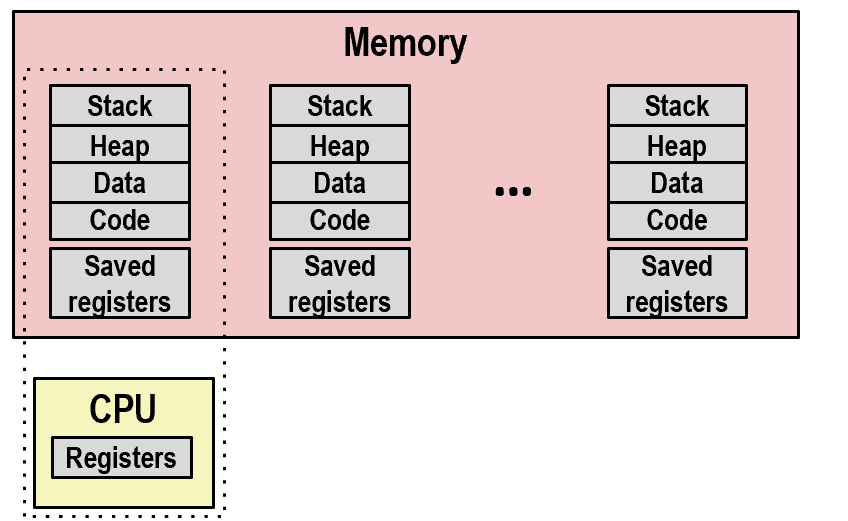 Memory
Stack
Heap
Data
Code
Saved
registers
Stack
Heap
Data
Code
Saved
registers
...
Stack
Heap
Data
Code
Saved
registers
CPU
Registers